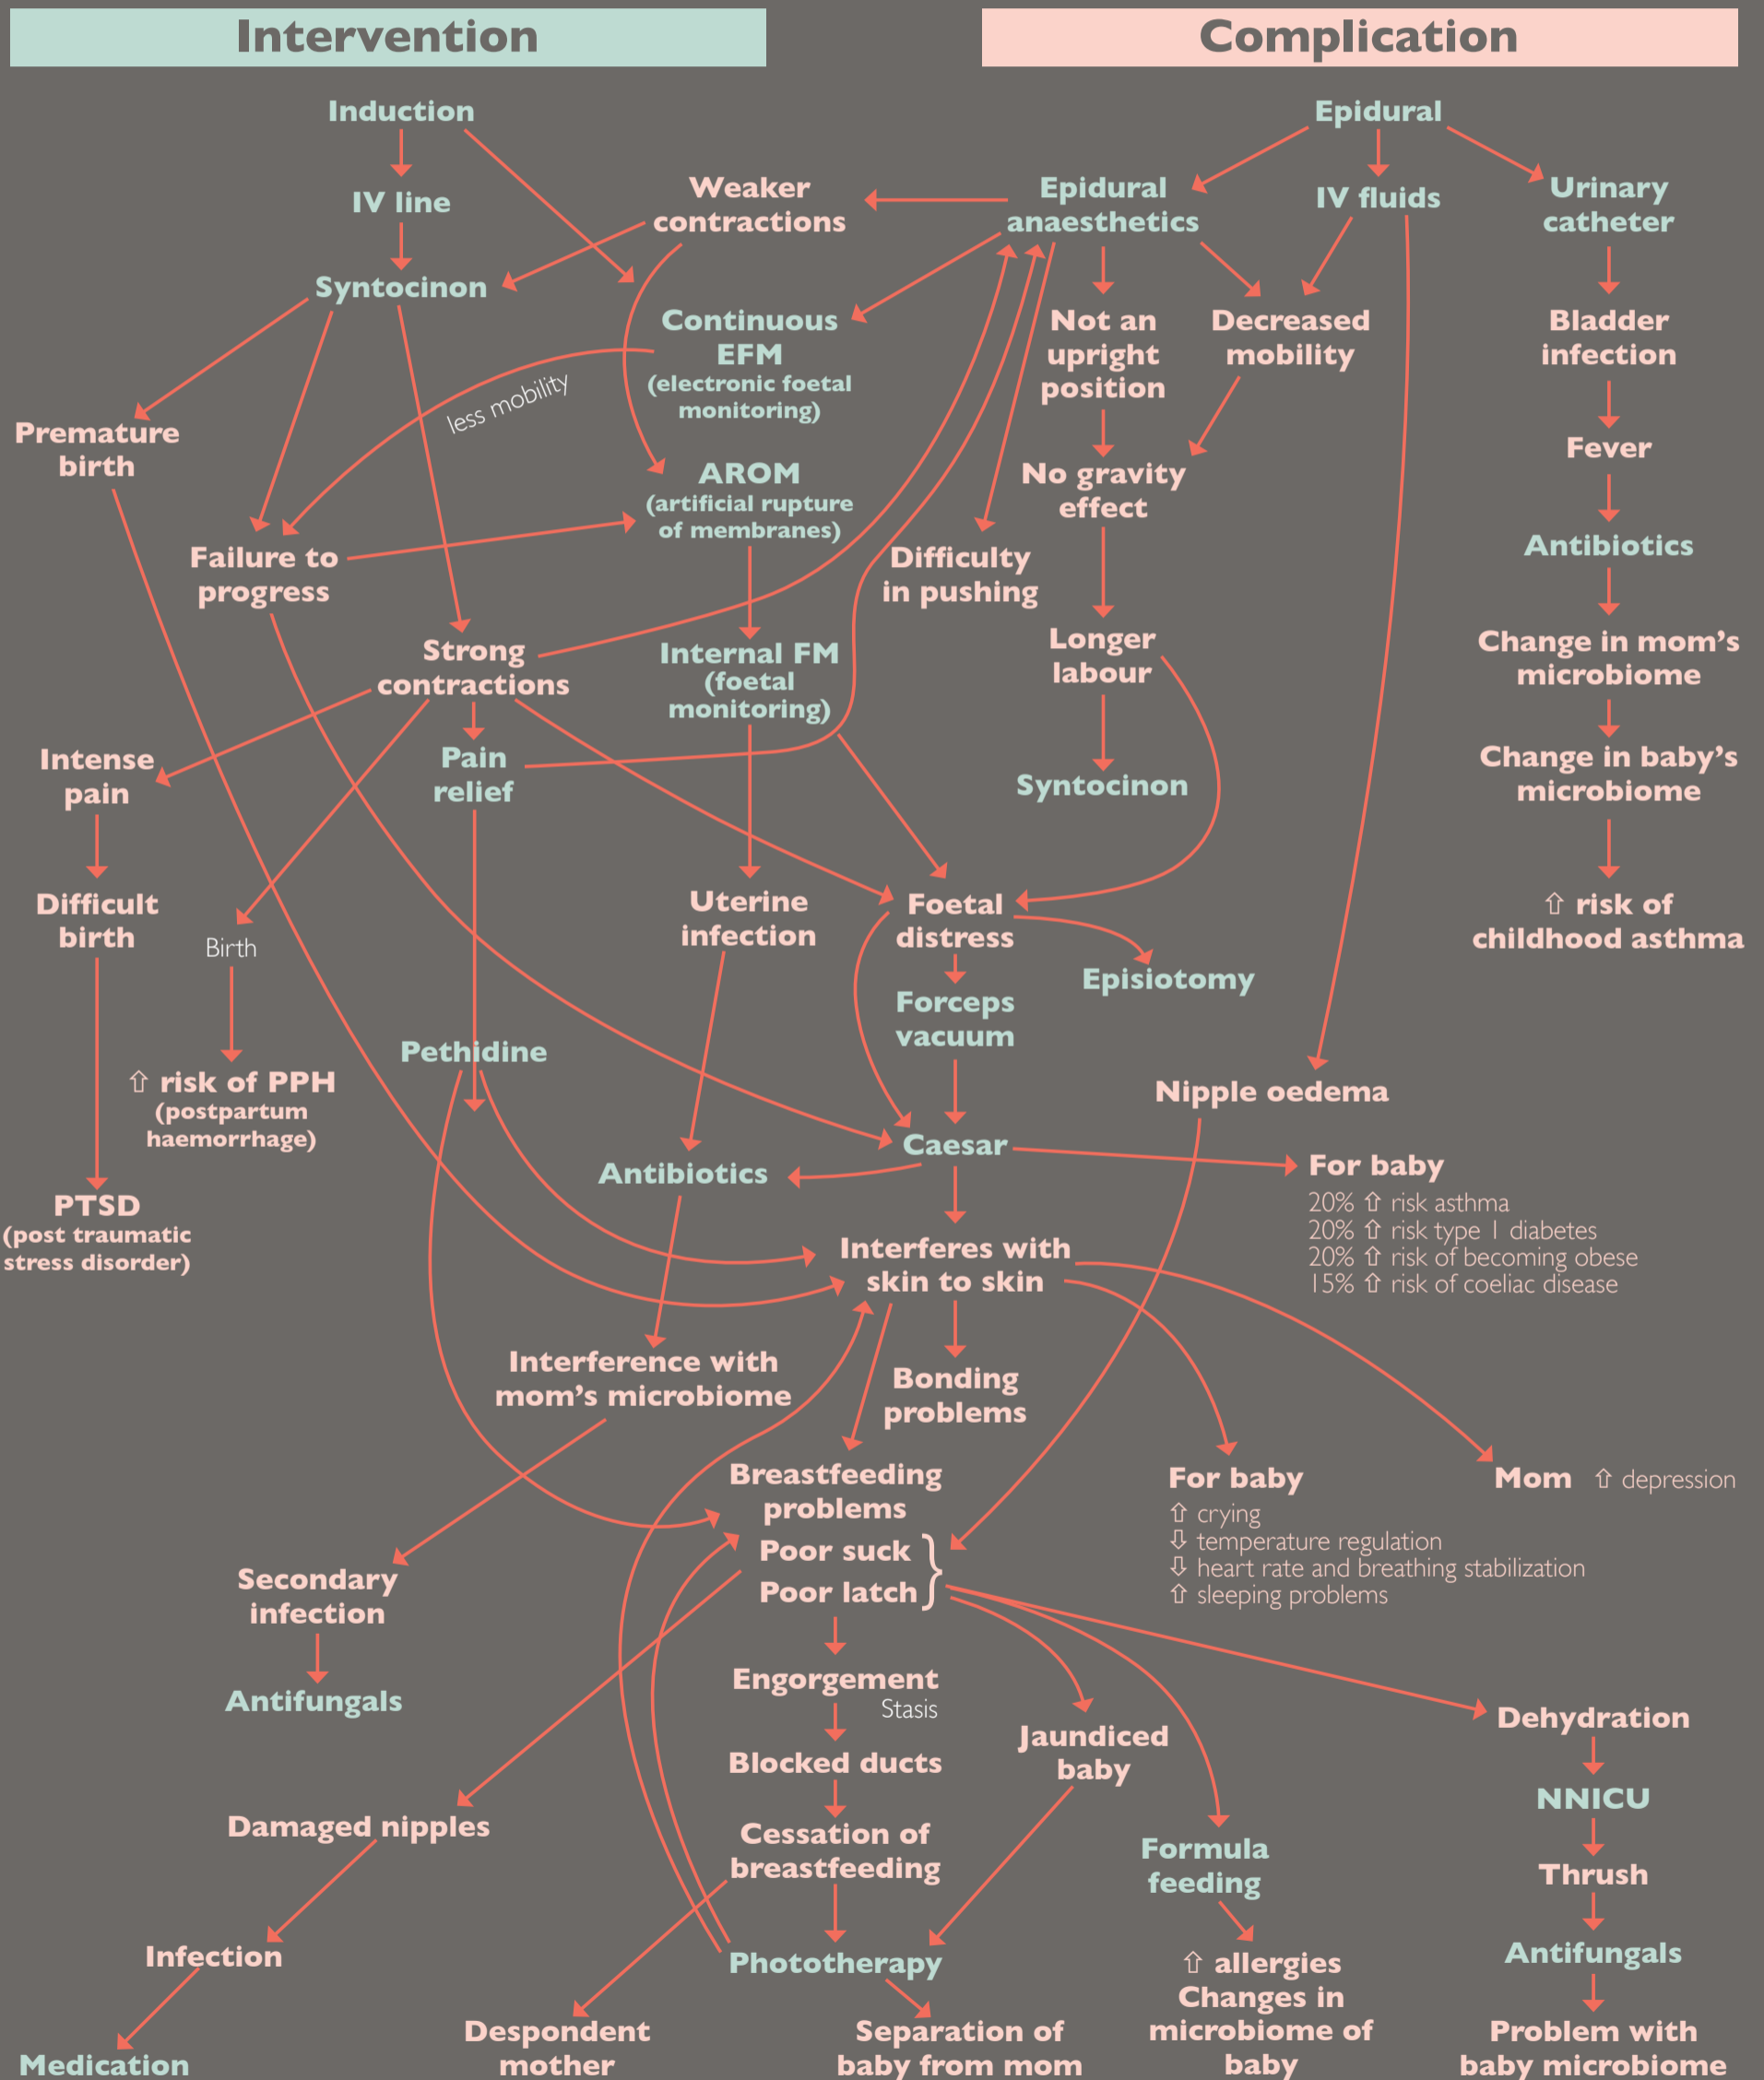 Intervention
Complication
Induction
Epidural
IV line
Weaker
contractions
Epidural
anaesthetics
IV fluids
Urinary
catheter
Syntocinon
Continuous
EFM
(electronic foetal
monitoring)
Not an
upright
position
Decreased
mobility
Bladder
infection
less mobility
Premature
birth
Fever
AROM
(artificial rupture
of membranes)
No gravity
effect
Failure to
progress
Difficulty
in pushing
Antibiotics
Strong
contractions
Internal FM
(foetal
monitoring)
Longer
labour
Change in mom’s
microbiome
Intense
pain
Pain
relief
Syntocinon
Change in baby’s
microbiome
Difficult
birth
Birth
Uterine
infection
Foetal
distress
⇧ risk of
childhood asthma
Episiotomy
Forceps
vacuum
Pethidine
⇧ risk of PPH
(postpartum
haemorrhage)
Nipple oedema
Caesar
Antibiotics
For baby
20% ⇧ risk asthma
20% ⇧ risk type 1 diabetes
20% ⇧ risk of becoming obese
15% ⇧ risk of coeliac disease
PTSD
(post traumatic
stress disorder)
Interferes with
skin to skin
Interference with
mom’s microbiome
Bonding
problems
Breastfeeding
problems
Poor suck
Poor latch
For baby
⇧ crying
⇩ temperature regulation
⇩ heart rate and breathing stabilization
⇧ sleeping problems
Mom ⇧ depression
Secondary
infection
Antifungals
Engorgement
Stasis
Blocked ducts
Jaundiced
baby
Dehydration
NNICU
Damaged nipples
Cessation of
breastfeeding
Formula
feeding
Thrush
Infection
Phototherapy
⇧ allergies
Changes in
microbiome of
baby
Antifungals
Medication
Despondent
mother
Separation of
baby from mom
Problem with
baby microbiome